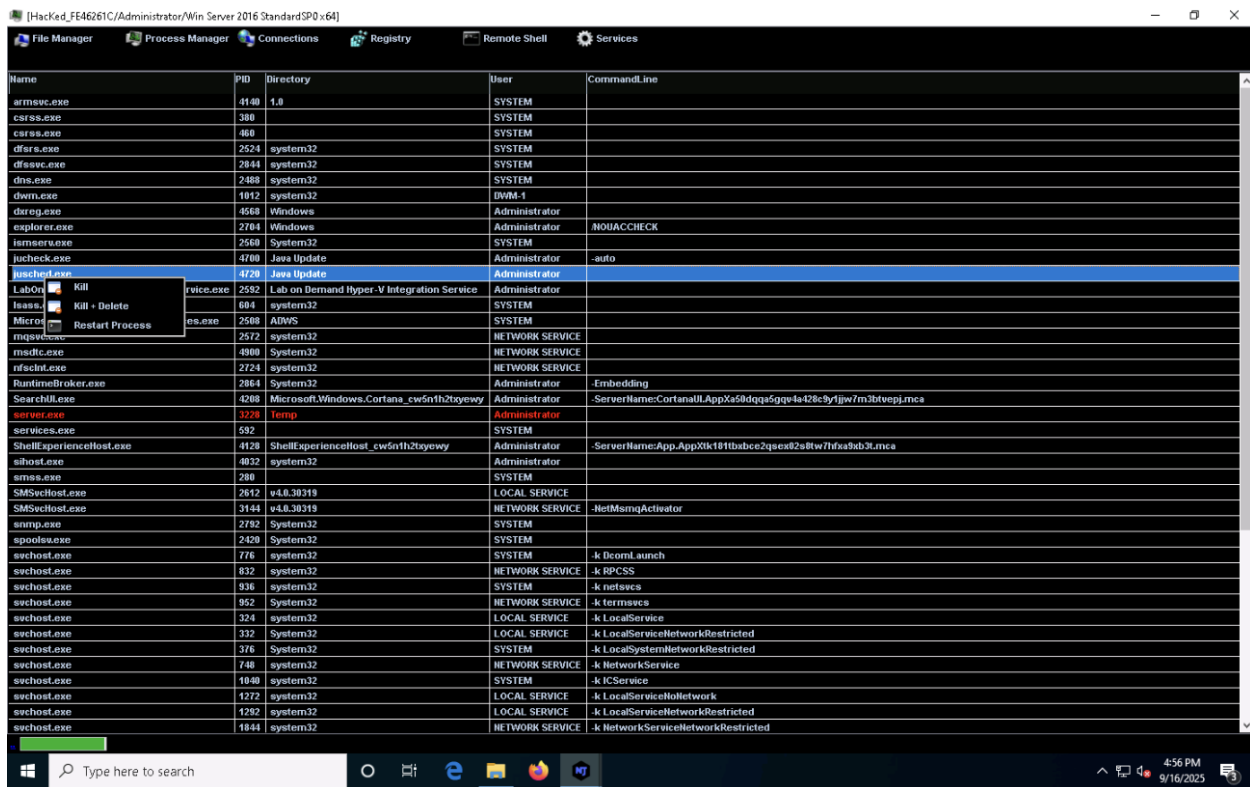 [HacKed_FE46261C/Administrator/Win Server 2016 StandardSP0 x64]
File Manager Process Manager Connections Registry Remote Shell Services
Name PID Directory User CommandLine
armsvc.exe 4140 1.0 SYSTEM
csrss.exe 380 SYSTEM
csrss.exe 460 SYSTEM
dfsrs.exe 2524 system32 SYSTEM
dfssvc.exe 2844 system32 SYSTEM
dns.exe 2488 system32 SYSTEM
dwm.exe 1012 system32 DWM-1
dxreg.exe 4568 Windows Administrator
explorer.exe 2704 Windows Administrator /NOUACCHECK
ismserv.exe 2560 System32 SYSTEM
jucheck.exe 4700 Java Update Administrator -auto
jusched.exe 4720 Java Update Administrator
LabOn rvice.exe 2592 Lab on Demand Hyper-V Integration Service Administrator
Kill
lsass. 604 system32 SYSTEM
Kill + Delete
Micros es.exe 2508 ADWS SYSTEM
Restart Process
mqsvc.exe 2572 system32 NETWORK SERVICE
msdtc.exe 4900 System32 NETWORK SERVICE
nfsclnt.exe 2724 system32 NETWORK SERVICE
RuntimeBroker.exe 2864 System32 Administrator -Embedding
SearchUI.exe 4208 Microsoft.Windows.Cortana_cw5n1h2txyewy Administrator -ServerName:CortanaUI.AppXa50dqqa5gqv4a428c9y1jjw7m3btvepj.mca
server.exe 3228 Temp Administrator
services.exe 592 SYSTEM
ShellExperienceHost.exe 4128 ShellExperienceHost_cw5n1h2txyewy Administrator -ServerName:App.AppXtk181tbxbce2qsex02s8tw7hfxa9xb3t.mca
sihost.exe 4032 system32 Administrator
smss.exe 280 SYSTEM
SMSvcHost.exe 2612 v4.0.30319 LOCAL SERVICE
SMSvcHost.exe 3144 v4.0.30319 NETWORK SERVICE -NetMsmqActivator
snmp.exe 2792 System32 SYSTEM
spoolsv.exe 2420 System32 SYSTEM
svchost.exe 776 system32 SYSTEM -k DcomLaunch
svchost.exe 832 system32 NETWORK SERVICE -k RPCSS
svchost.exe 936 system32 SYSTEM -k netsvcs
svchost.exe 952 System32 NETWORK SERVICE -k termsvcs
svchost.exe 324 system32 LOCAL SERVICE -k LocalService
svchost.exe 332 System32 LOCAL SERVICE -k LocalServiceNetworkRestricted
svchost.exe 376 System32 SYSTEM -k LocalSystemNetworkRestricted
svchost.exe 748 system32 NETWORK SERVICE -k NetworkService
svchost.exe 1040 system32 SYSTEM -k ICService
svchost.exe 1272 system32 LOCAL SERVICE -k LocalServiceNoNetwork
svchost.exe 1292 system32 LOCAL SERVICE -k LocalServiceNetworkRestricted
svchost.exe 1844 system32 NETWORK SERVICE -k NetworkServiceNetworkRestricted
Type here to search
4:56 PM
9/16/2025
3